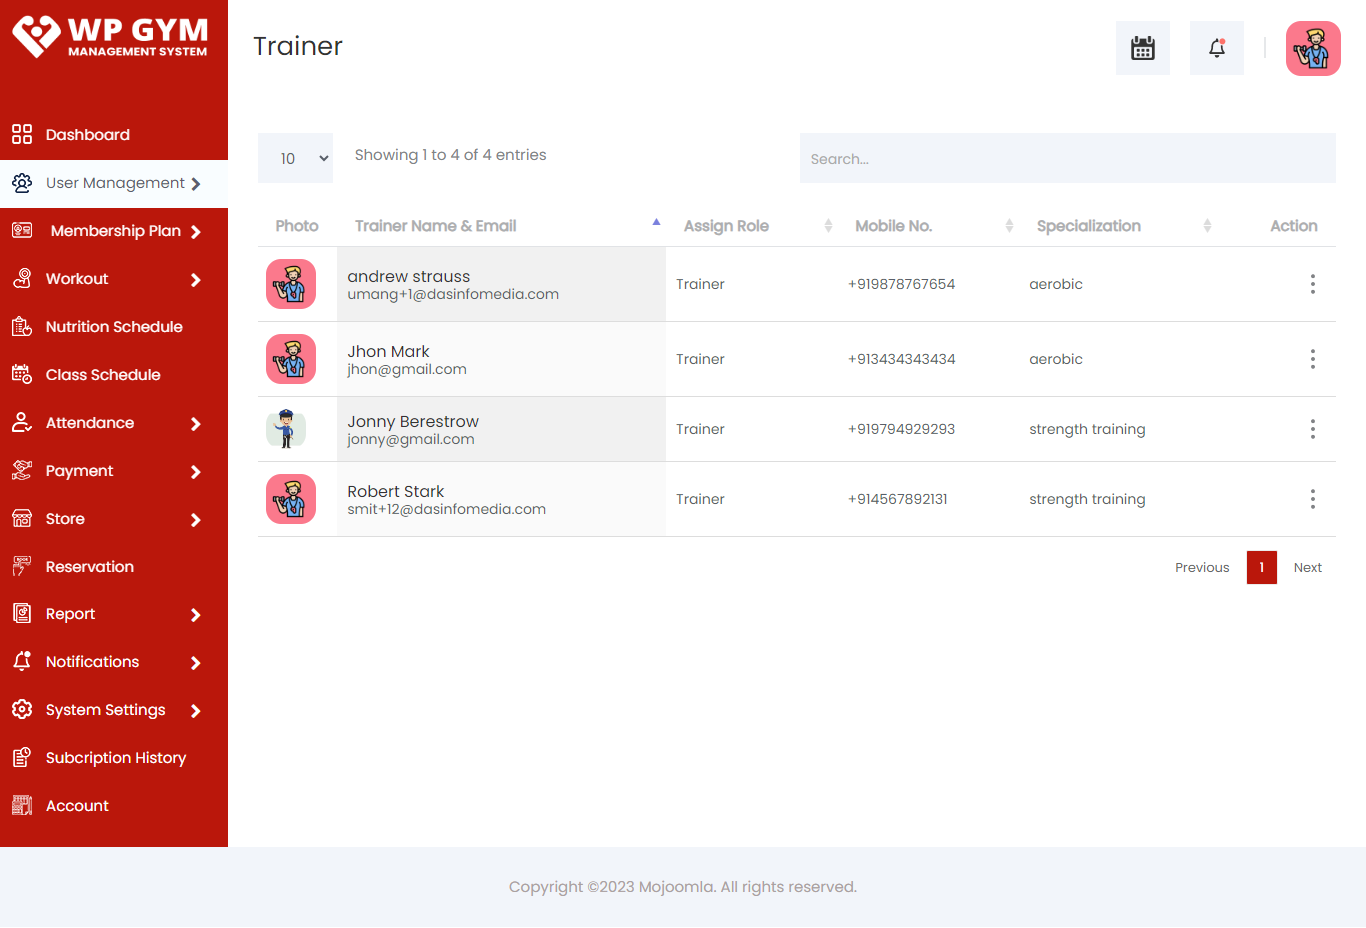 WP GYM
MANAGEMENT SYSTEM
Trainer
Dashboard
User Management
Membership Plan
Workout
Nutrition Schedule
Class Schedule
Attendance
Payment
Store
Reservation
Report
Notifications
System Settings
Subcription History
Account
10
Showing 1 to 4 of 4 entries
Search...
Photo Trainer Name & Email Assign Role Mobile No. Specialization Action
andrew strauss
umang+1@dasinfomedia.com
Trainer +919878767654 aerobic
Jhon Mark
jhon@gmail.com
Trainer +913434343434 aerobic
Jonny Berestrow
jonny@gmail.com
Trainer +919794929293 strength training
Robert Stark
smit+12@dasinfomedia.com
Trainer +914567892131 strength training
Previous 1 Next
Copyright ©2023 Mojoomla. All rights reserved.